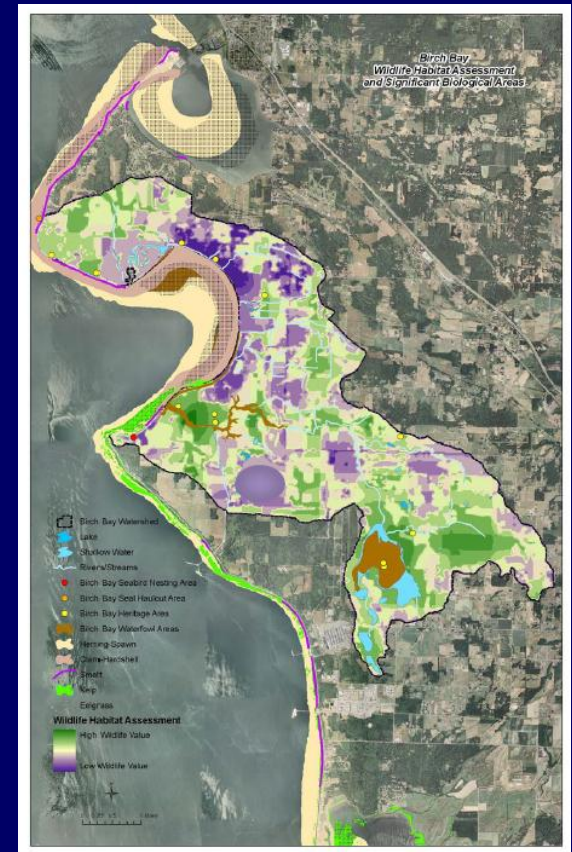 Birch Bay
Wildlife Habitat Assessment
and Significant Biological Areas
Birch Bay Watershed
Lake
Shallow Water
Rivers/Streams
Birch Bay Seabird Nesting Area
Birch Bay Seal Haulout Area
Birch Bay Heritage Area
Birch Bay Waterfowl Areas
Herring-Spawn
Clam-Hardshell
Smelt
Kelp
Eelgrass
Wildlife Habitat Assessment
High Wildlife Value
Low Wildlife Value